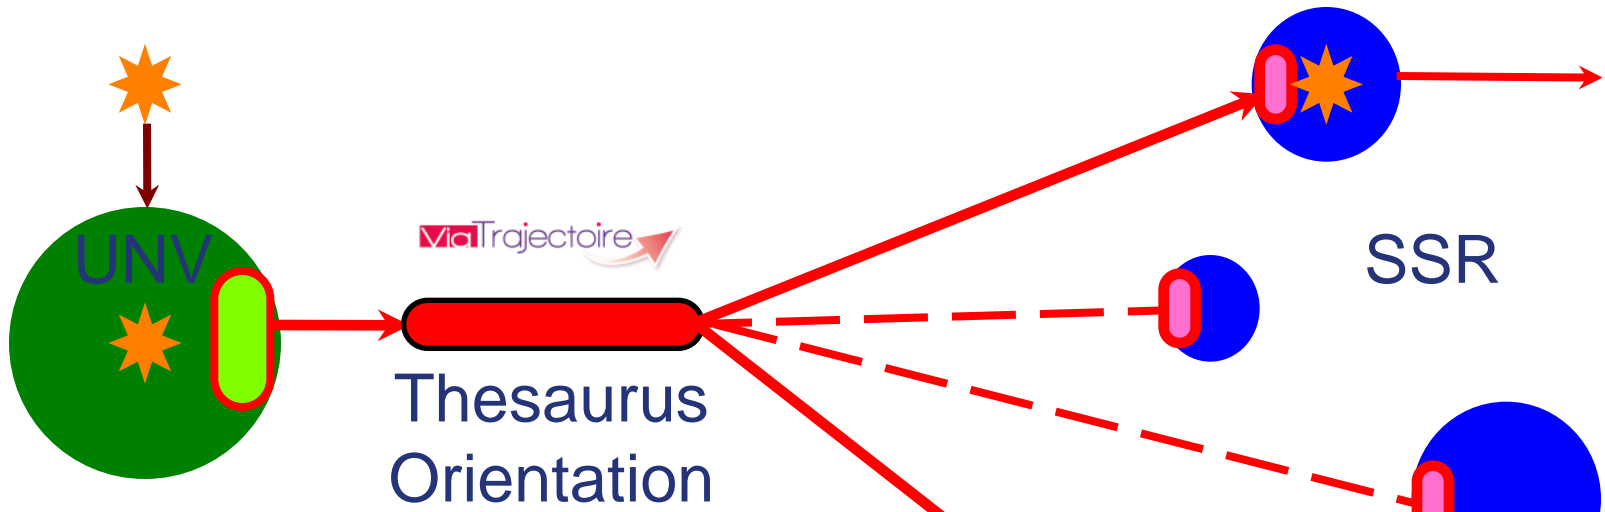 UNV
ViaTrajectoire
SSR
Thesaurus
Orientation